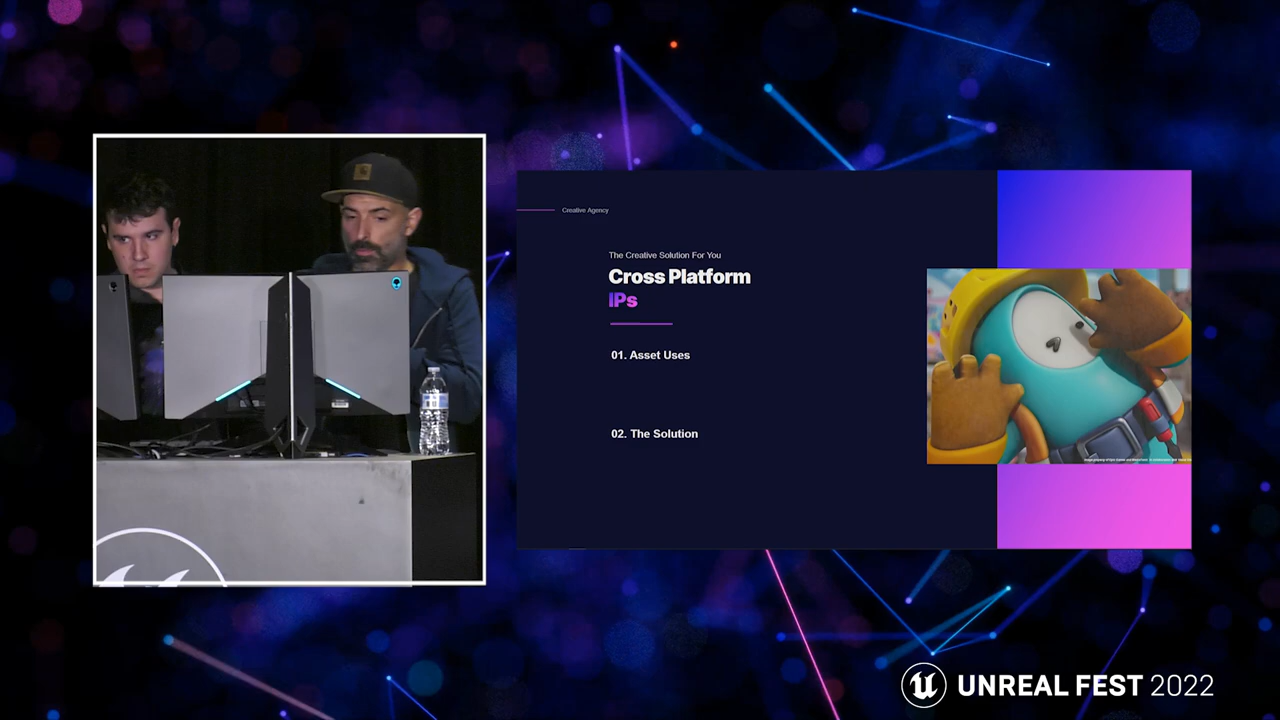 Creative Agency
The Creative Solution For You
Cross Platform
IPs
01. Asset Uses
02. The Solution
UNREAL FEST 2022